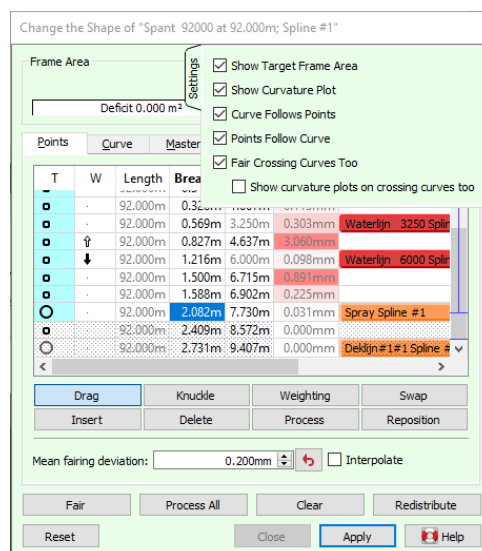 Change the Shape of "Spant 92000 at 92.000m; Spline #1"
Frame Area
Settings
Show Target Frame Area
Show Curvature Plot
Deficit 0.000 m²
Curve Follows Points
Points Follow Curve
Points Curve Master
Fair Crossing Curves Too
Show curvature plots on crossing curves too
T W Length
92.000m
92.000m 0.569m 3.250m 0.303mm Waterlijn 3250 Splin
92.000m 0.827m 4.637m 3.060mm
92.000m 1.216m 6.000m 0.098mm Waterlijn 6000 Splin
92.000m 1.500m 6.715m 0.891mm
92.000m 1.588m 6.902m 0.225mm
92.000m 2.082m 7.730m 0.031mm Spray Spline #1
92.000m 2.409m 8.572m 0.000mm
92.000m 2.731m 9.407m 0.000mm Deklijn#1#1 Spline #
Drag Knuckle Weighting Swap
Insert Delete Process Reposition
Mean fairing deviation: 0.200mm Interpolate
Fair Process All Clear Redistribute
Reset Close Apply Help